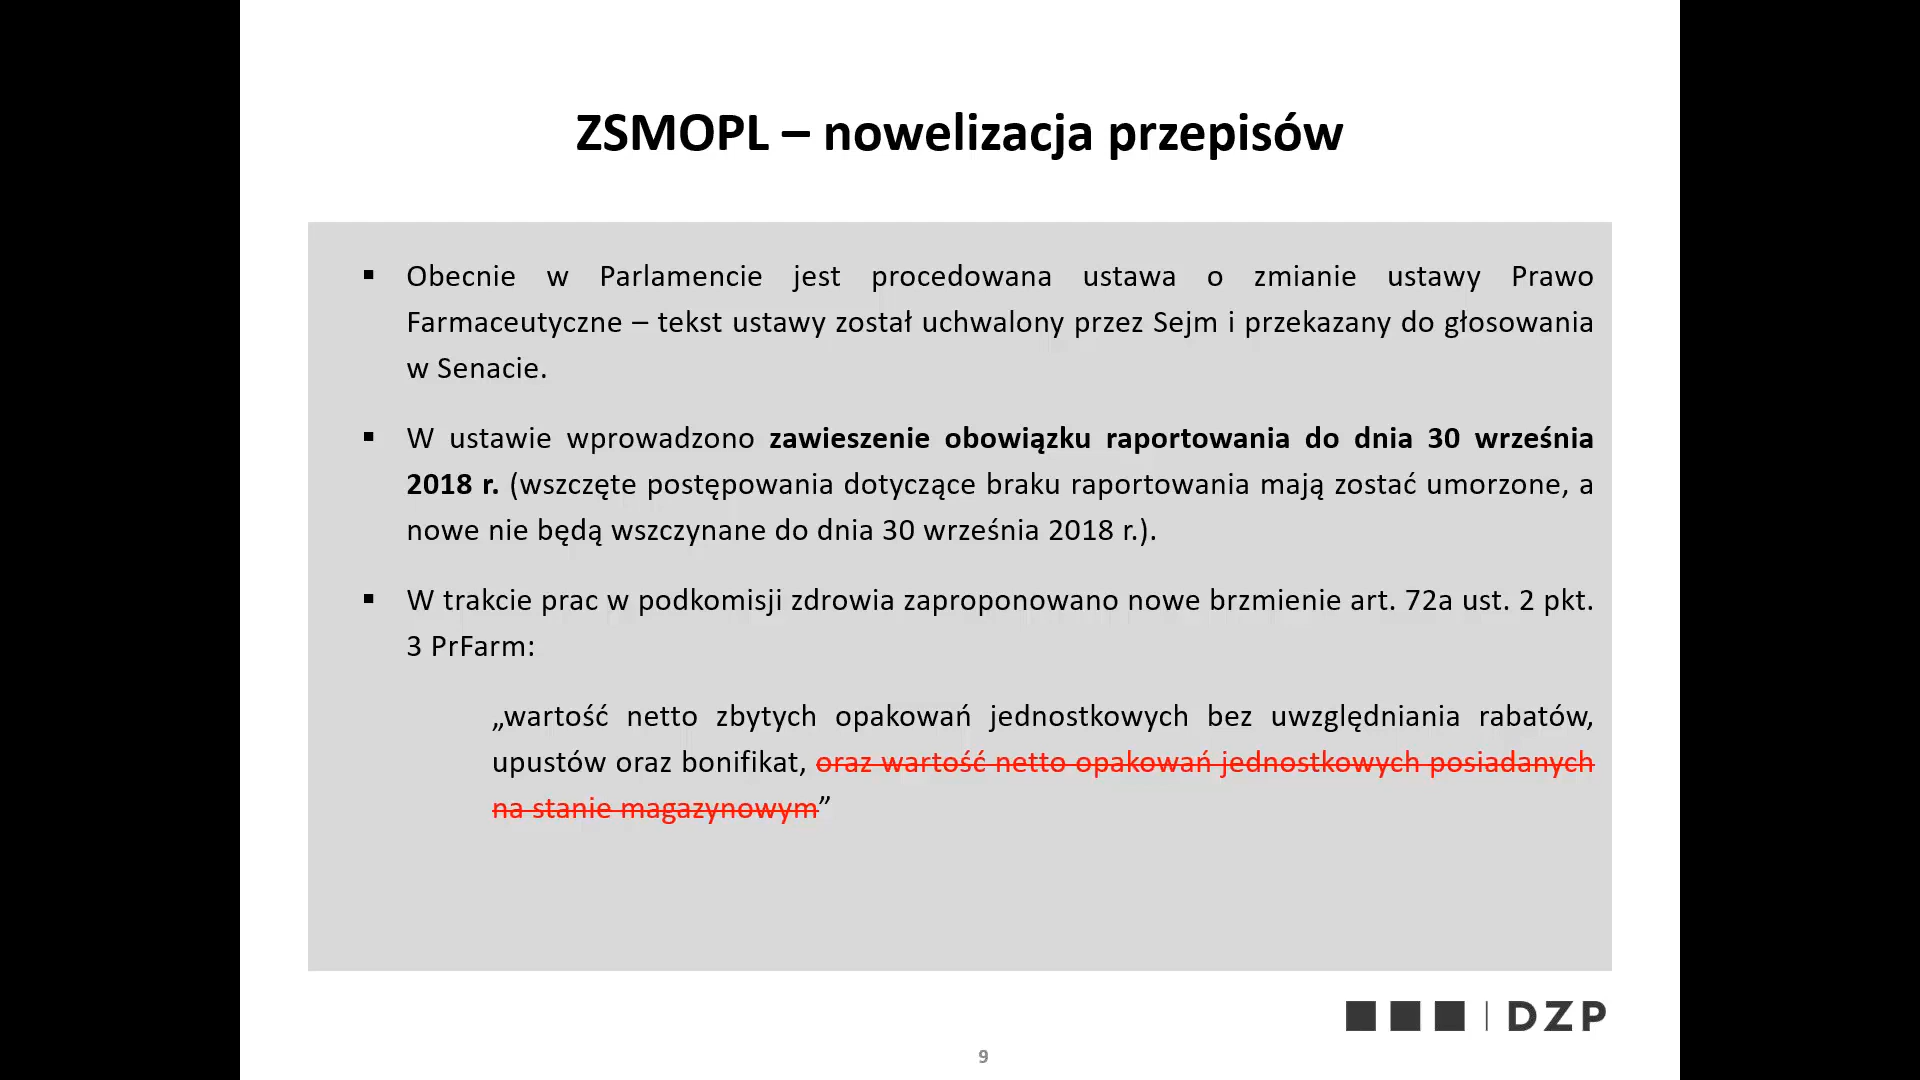 ZSMOPL – nowelizacja przepisów
▪ Obecnie w Parlamencie jest procedowana ustawa o zmianie ustawy Prawo
Farmaceutyczne – tekst ustawy został uchwalony przez Sejm i przekazany do głosowania
w Senacie.
▪ W ustawie wprowadzono zawieszenie obowiązku raportowania do dnia 30 września
2018 r. (wszczęte postępowania dotyczące braku raportowania mają zostać umorzone, a
nowe nie będą wszczynane do dnia 30 września 2018 r.).
▪ W trakcie prac w podkomisji zdrowia zaproponowano nowe brzmienie art. 72a ust. 2 pkt.
3 PrFarm:
„wartość netto zbytych opakowań jednostkowych bez uwzględniania rabatów,
upustów oraz bonifikat, oraz wartość netto opakowań jednostkowych posiadanych
na stanie magazynowym”
DZP
9